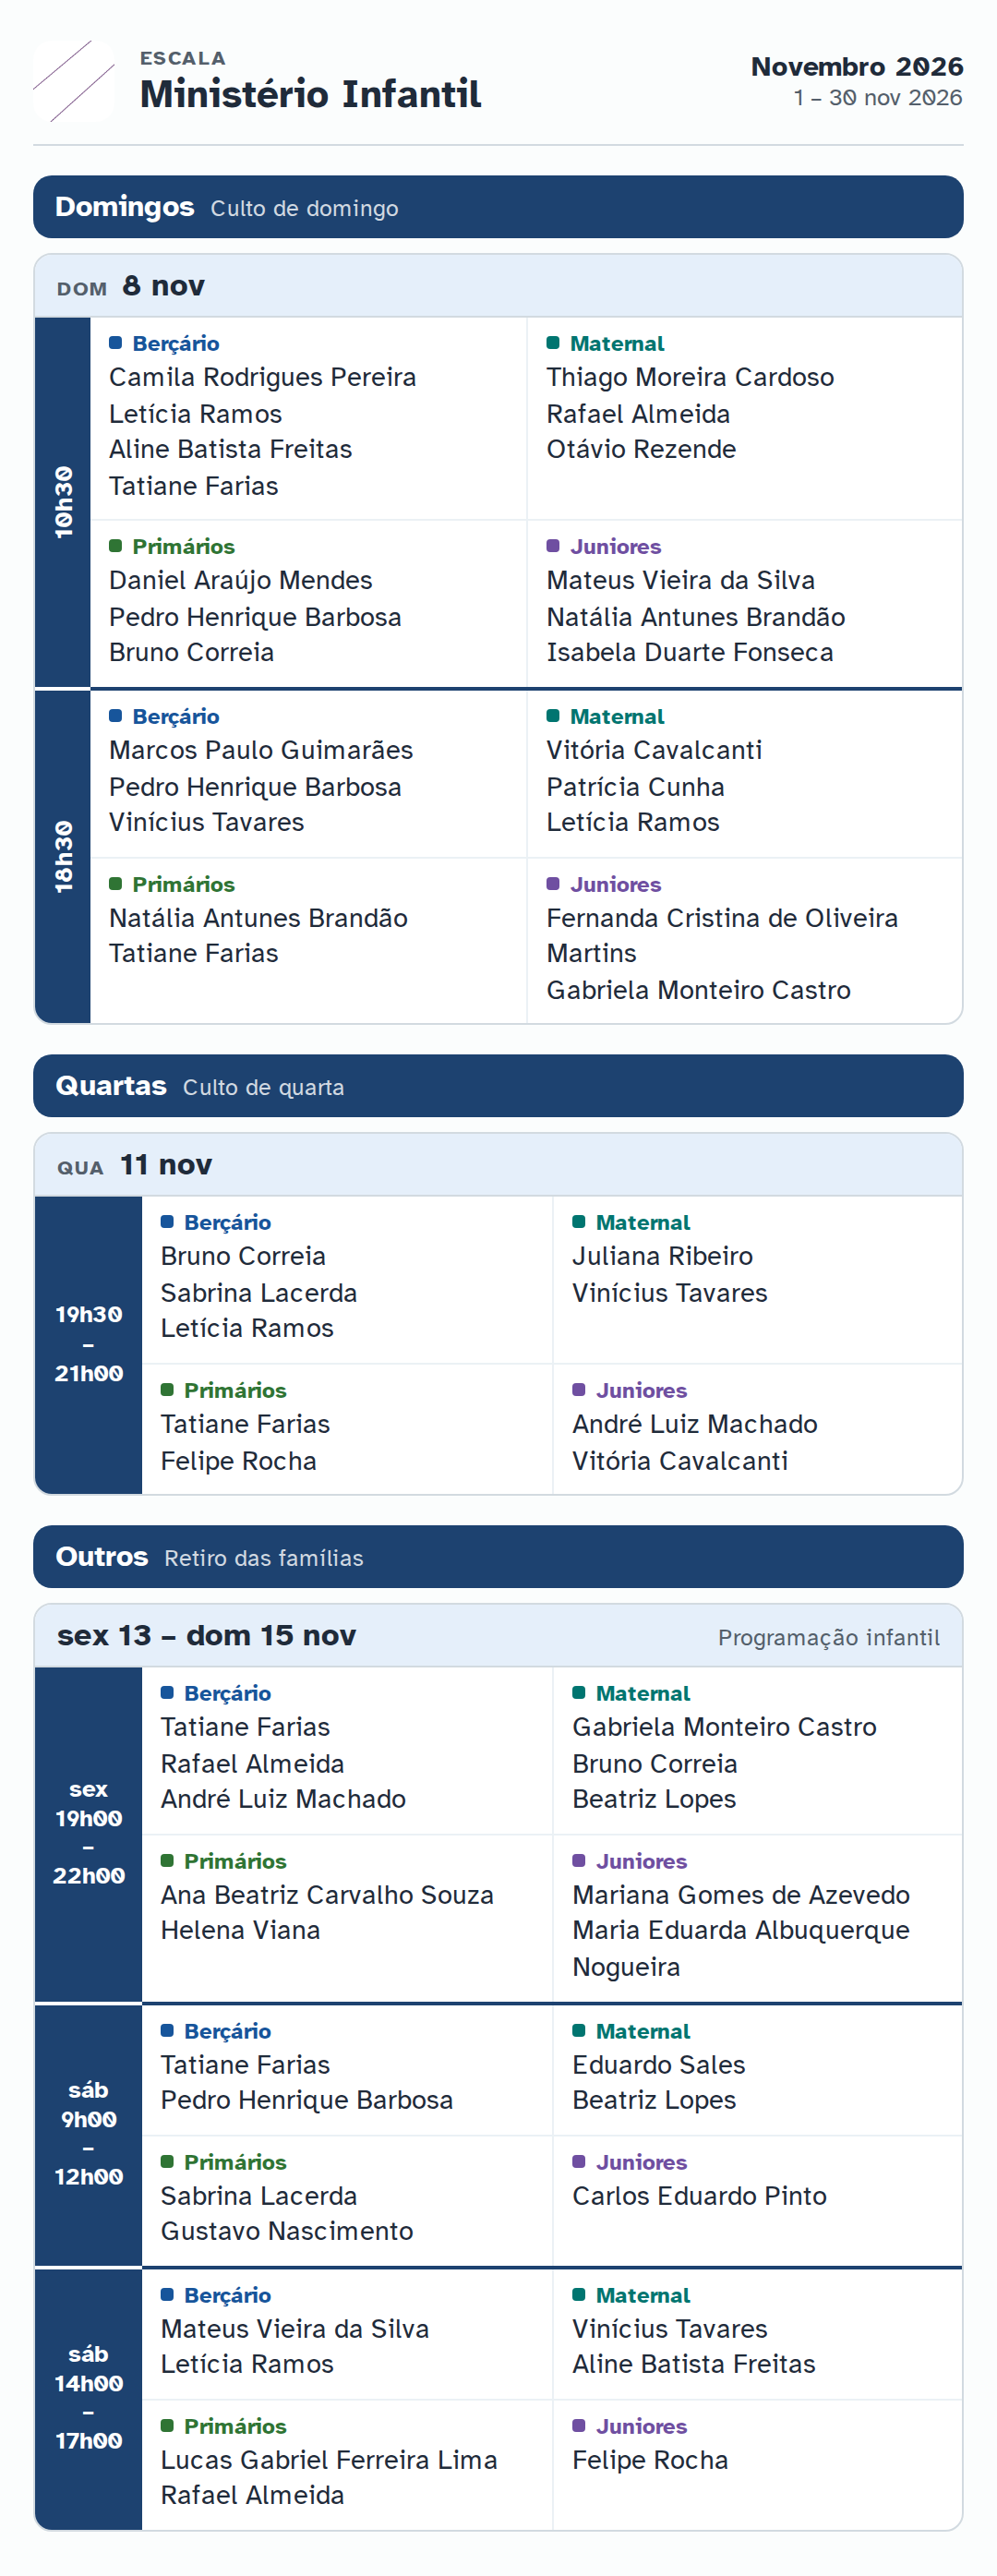 ESCALA
Ministério Infantil
Novembro 2026
1 – 30 nov 2026
Domingos Culto de domingo
DOM 8 nov
10h30
Berçário
Camila Rodrigues Pereira
Letícia Ramos
Aline Batista Freitas
Tatiane Farias
Maternal
Thiago Moreira Cardoso
Rafael Almeida
Otávio Rezende
Primários
Daniel Araújo Mendes
Pedro Henrique Barbosa
Bruno Correia
Juniores
Mateus Vieira da Silva
Natália Antunes Brandão
Isabela Duarte Fonseca
18h30
Berçário
Marcos Paulo Guimarães
Pedro Henrique Barbosa
Vinícius Tavares
Maternal
Vitória Cavalcanti
Patrícia Cunha
Letícia Ramos
Primários
Natália Antunes Brandão
Tatiane Farias
Juniores
Fernanda Cristina de Oliveira
Martins
Gabriela Monteiro Castro
Quartas Culto de quarta
QUA 11 nov
19h30
–
21h00
Berçário
Bruno Correia
Sabrina Lacerda
Letícia Ramos
Maternal
Juliana Ribeiro
Vinícius Tavares
Primários
Tatiane Farias
Felipe Rocha
Juniores
André Luiz Machado
Vitória Cavalcanti
Outros Retiro das famílias
sex 13 – dom 15 nov
Programação infantil
sex
19h00
–
22h00
Berçário
Tatiane Farias
Rafael Almeida
André Luiz Machado
Maternal
Gabriela Monteiro Castro
Bruno Correia
Beatriz Lopes
Primários
Ana Beatriz Carvalho Souza
Helena Viana
Juniores
Mariana Gomes de Azevedo
Maria Eduarda Albuquerque
Nogueira
sáb
9h00
–
12h00
Berçário
Tatiane Farias
Pedro Henrique Barbosa
Maternal
Eduardo Sales
Beatriz Lopes
Primários
Sabrina Lacerda
Gustavo Nascimento
Juniores
Carlos Eduardo Pinto
sáb
14h00
–
17h00
Berçário
Mateus Vieira da Silva
Letícia Ramos
Maternal
Vinícius Tavares
Aline Batista Freitas
Primários
Lucas Gabriel Ferreira Lima
Rafael Almeida
Juniores
Felipe Rocha